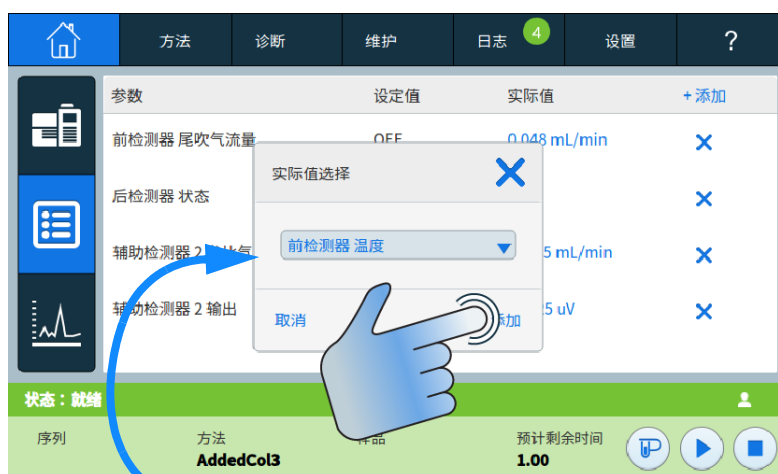 方法 诊断 维护 日志 4 设置 ?
参数 设定值 实际值 +添加
前检测器 尾吹气流量 OFF 0.048 mL/min
实际值选择
后检测器 状态
前检测器 温度
辅助检测器 2 5 mL/min
辅助检测器 2 输出 5 uV
取消 添加
状态：就绪
序列 方法 样品 预计剩余时间
AddedCol3 1.00